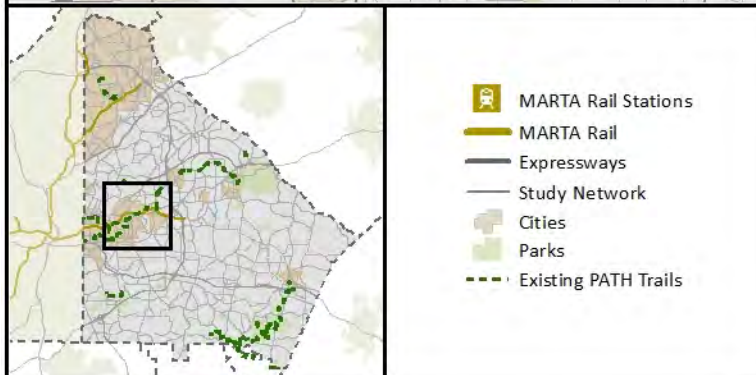 MARTA Rail Stations
MARTA Rail
Expressways
Study Network
Cities
Parks
Existing PATH Trails